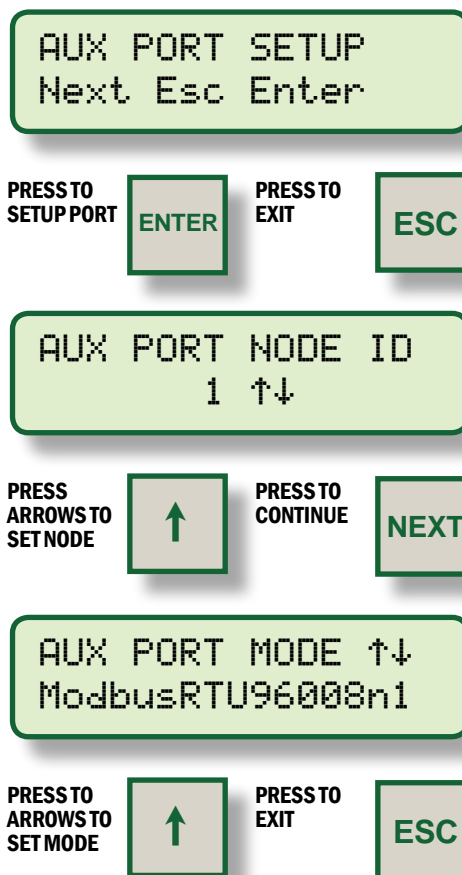 AUX PORT SETUP
Next Esc Enter
PRESS TO
SETUP PORT
ENTER
PRESS TO
EXIT
ESC
AUX PORT NODE ID
1 ↑↓
PRESS
ARROWS TO
SET NODE
↑
PRESS TO
CONTINUE
NEXT
AUX PORT MODE ↑↓
ModbusRTU96008n1
PRESS TO
ARROWS TO
SET MODE
↑
PRESS TO
EXIT
ESC